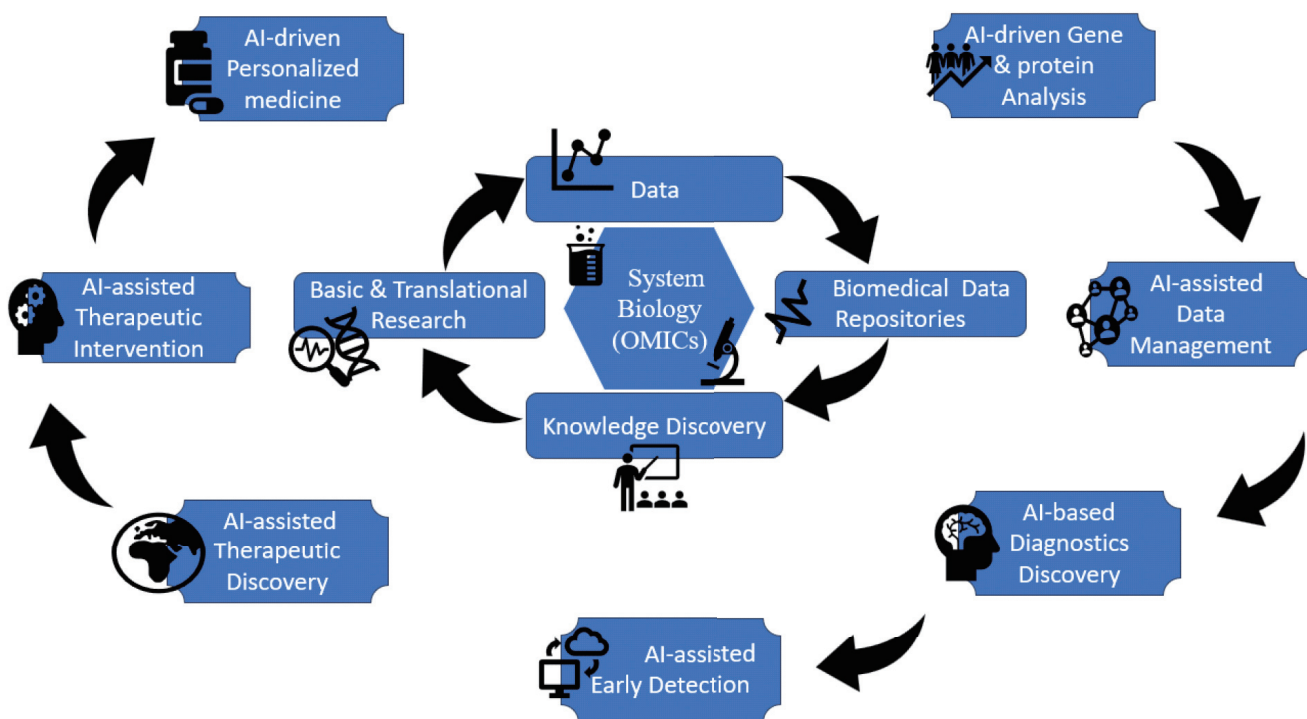 AI-driven
Personalized
medicine
AI-driven Gene
& protein
Analysis
Data
System
Biology
(OMICs)
Basic & Translational
Research
Biomedical Data
Repositories
AI-assisted
Therapeutic
Intervention
AI-assisted
Data
Management
Knowledge Discovery
AI-assisted
Therapeutic
Discovery
AI-based
Diagnostics
Discovery
AI-assisted
Early Detection